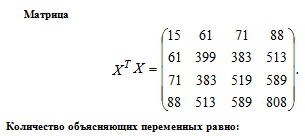 Матрица
15 61 71 88
61 399 383 513
X^T X =
71 383 519 589
88 513 589 808
.
Количество объясняющих переменных равно: